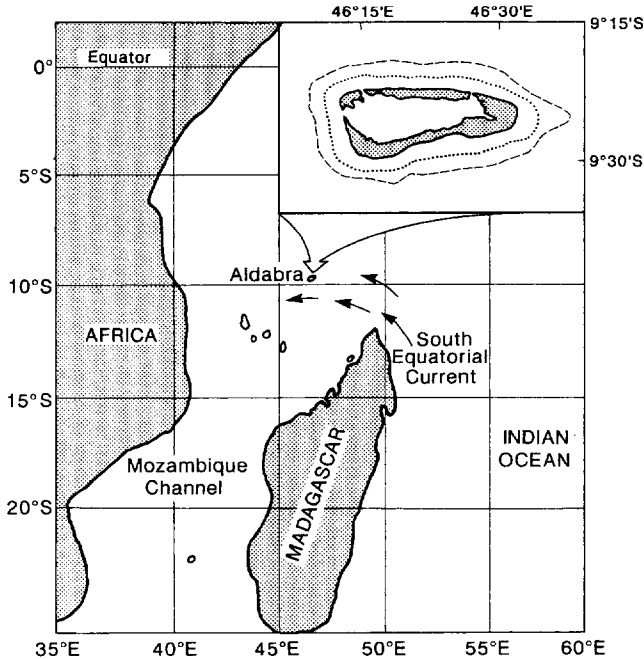 46°15'E
46°30'E
9°15'S
Equator
0°
9°30'S
5°S
Aldabra
10°S
AFRICA
South
Equatorial
Current
15°S
MADAGASCAR
INDIAN
OCEAN
Mozambique
Channel
20°S
35°E
40°E
45°E
50°E
55°E
60°E